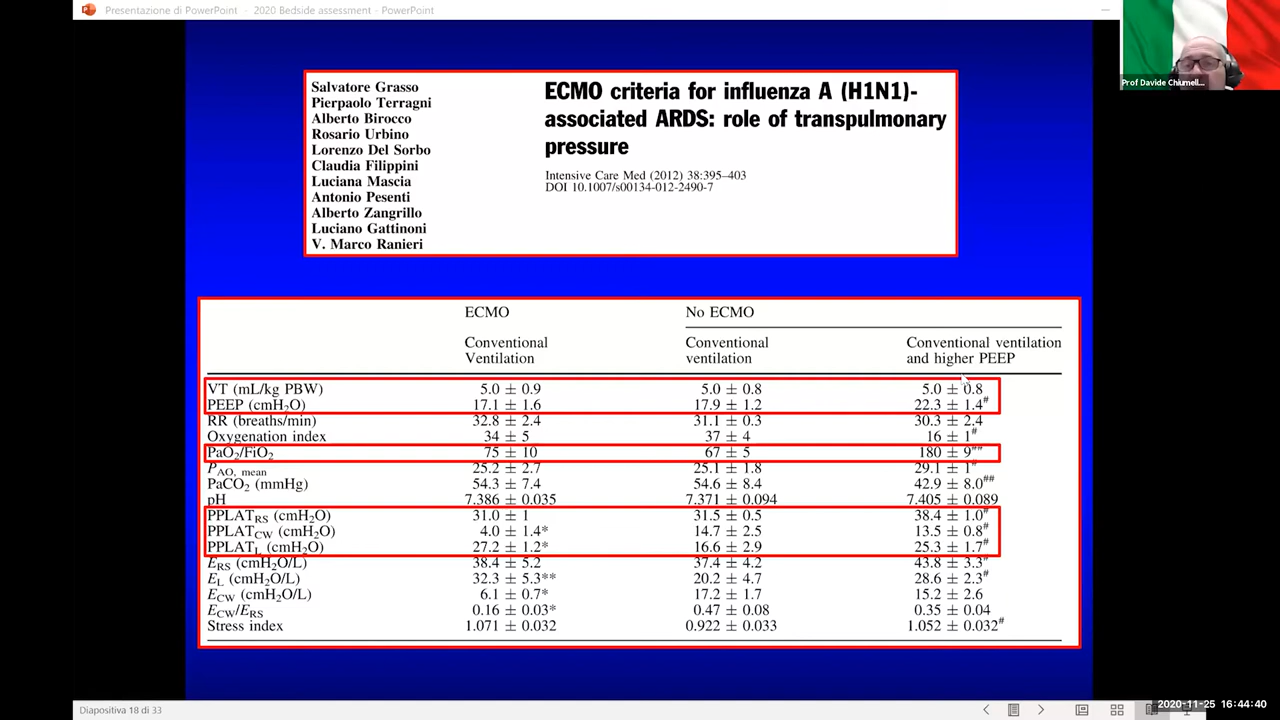 Presentazione di PowerPoint - 2020 Bedside assessment - PowerPoint
Prof Davide Chiumell...
Salvatore Grasso
Pierpaolo Terragni
Alberto Birocco
Rosario Urbino
Lorenzo Del Sorbo
Claudia Filippini
Luciana Mascia
Antonio Pesenti
Alberto Zangrillo
Luciano Gattinoni
V. Marco Ranieri
ECMO criteria for influenza A (H1N1)-
associated ARDS: role of transpulmonary
pressure
Intensive Care Med (2012) 38:395–403
DOI 10.1007/s00134-012-2490-7
ECMO No ECMO
Conventional Conventional Conventional ventilation
Ventilation ventilation and higher PEEP
VT (mL/kg PBW) 5.0 ± 0.9 5.0 ± 0.8 5.0 ± 0.8
PEEP (cmH2O) 17.1 ± 1.6 17.9 ± 1.2 22.3 ± 1.4#
RR (breaths/min) 32.8 ± 2.4 31.1 ± 0.3 30.3 ± 2.4
Oxygenation index 34 ± 5 37 ± 4 16 ± 1#
PaO2/FiO2 75 ± 10 67 ± 5 180 ± 9##
PAO, mean 25.2 ± 2.7 25.1 ± 1.8 29.1 ± 1#
PaCO2 (mmHg) 54.3 ± 7.4 54.6 ± 8.4 42.9 ± 8.0##
pH 7.386 ± 0.035 7.371 ± 0.094 7.405 ± 0.089
PPLATRS (cmH2O) 31.0 ± 1 31.5 ± 0.5 38.4 ± 1.0#
PPLATCW (cmH2O) 4.0 ± 1.4* 14.7 ± 2.5 13.5 ± 0.8#
PPLATL (cmH2O) 27.2 ± 1.2* 16.6 ± 2.9 25.3 ± 1.7#
ERS (cmH2O/L) 38.4 ± 5.2 37.4 ± 4.2 43.8 ± 3.3#
EL (cmH2O/L) 32.3 ± 5.3** 20.2 ± 4.7 28.6 ± 2.3#
ECW (cmH2O/L) 6.1 ± 0.7* 17.2 ± 1.7 15.2 ± 2.6
ECW/ERS 0.16 ± 0.03* 0.47 ± 0.08 0.35 ± 0.04
Stress index 1.071 ± 0.032 0.922 ± 0.033 1.052 ± 0.032#
Diapositiva 18 di 33
2020-11-25 16:44:40